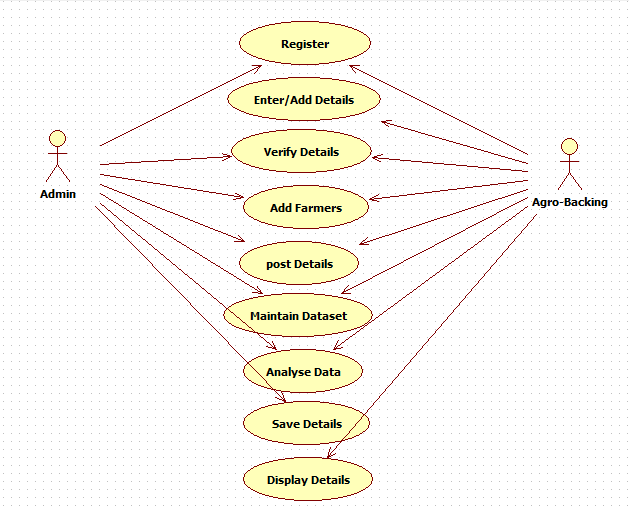 Register
Enter/Add Details
Verify Details
Admin
Agro-Backing
Add Farmers
post Details
Maintain Dataset
Analyse Data
Save Details
Display Details